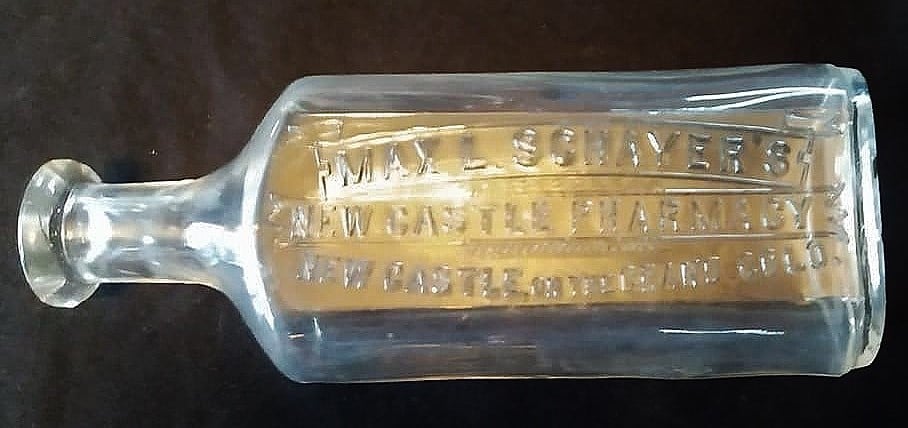 MAX L. SCHAYER'S
NEW CASTLE PHARMACY
NEW CASTLE, ON THE GRAND. COLO.